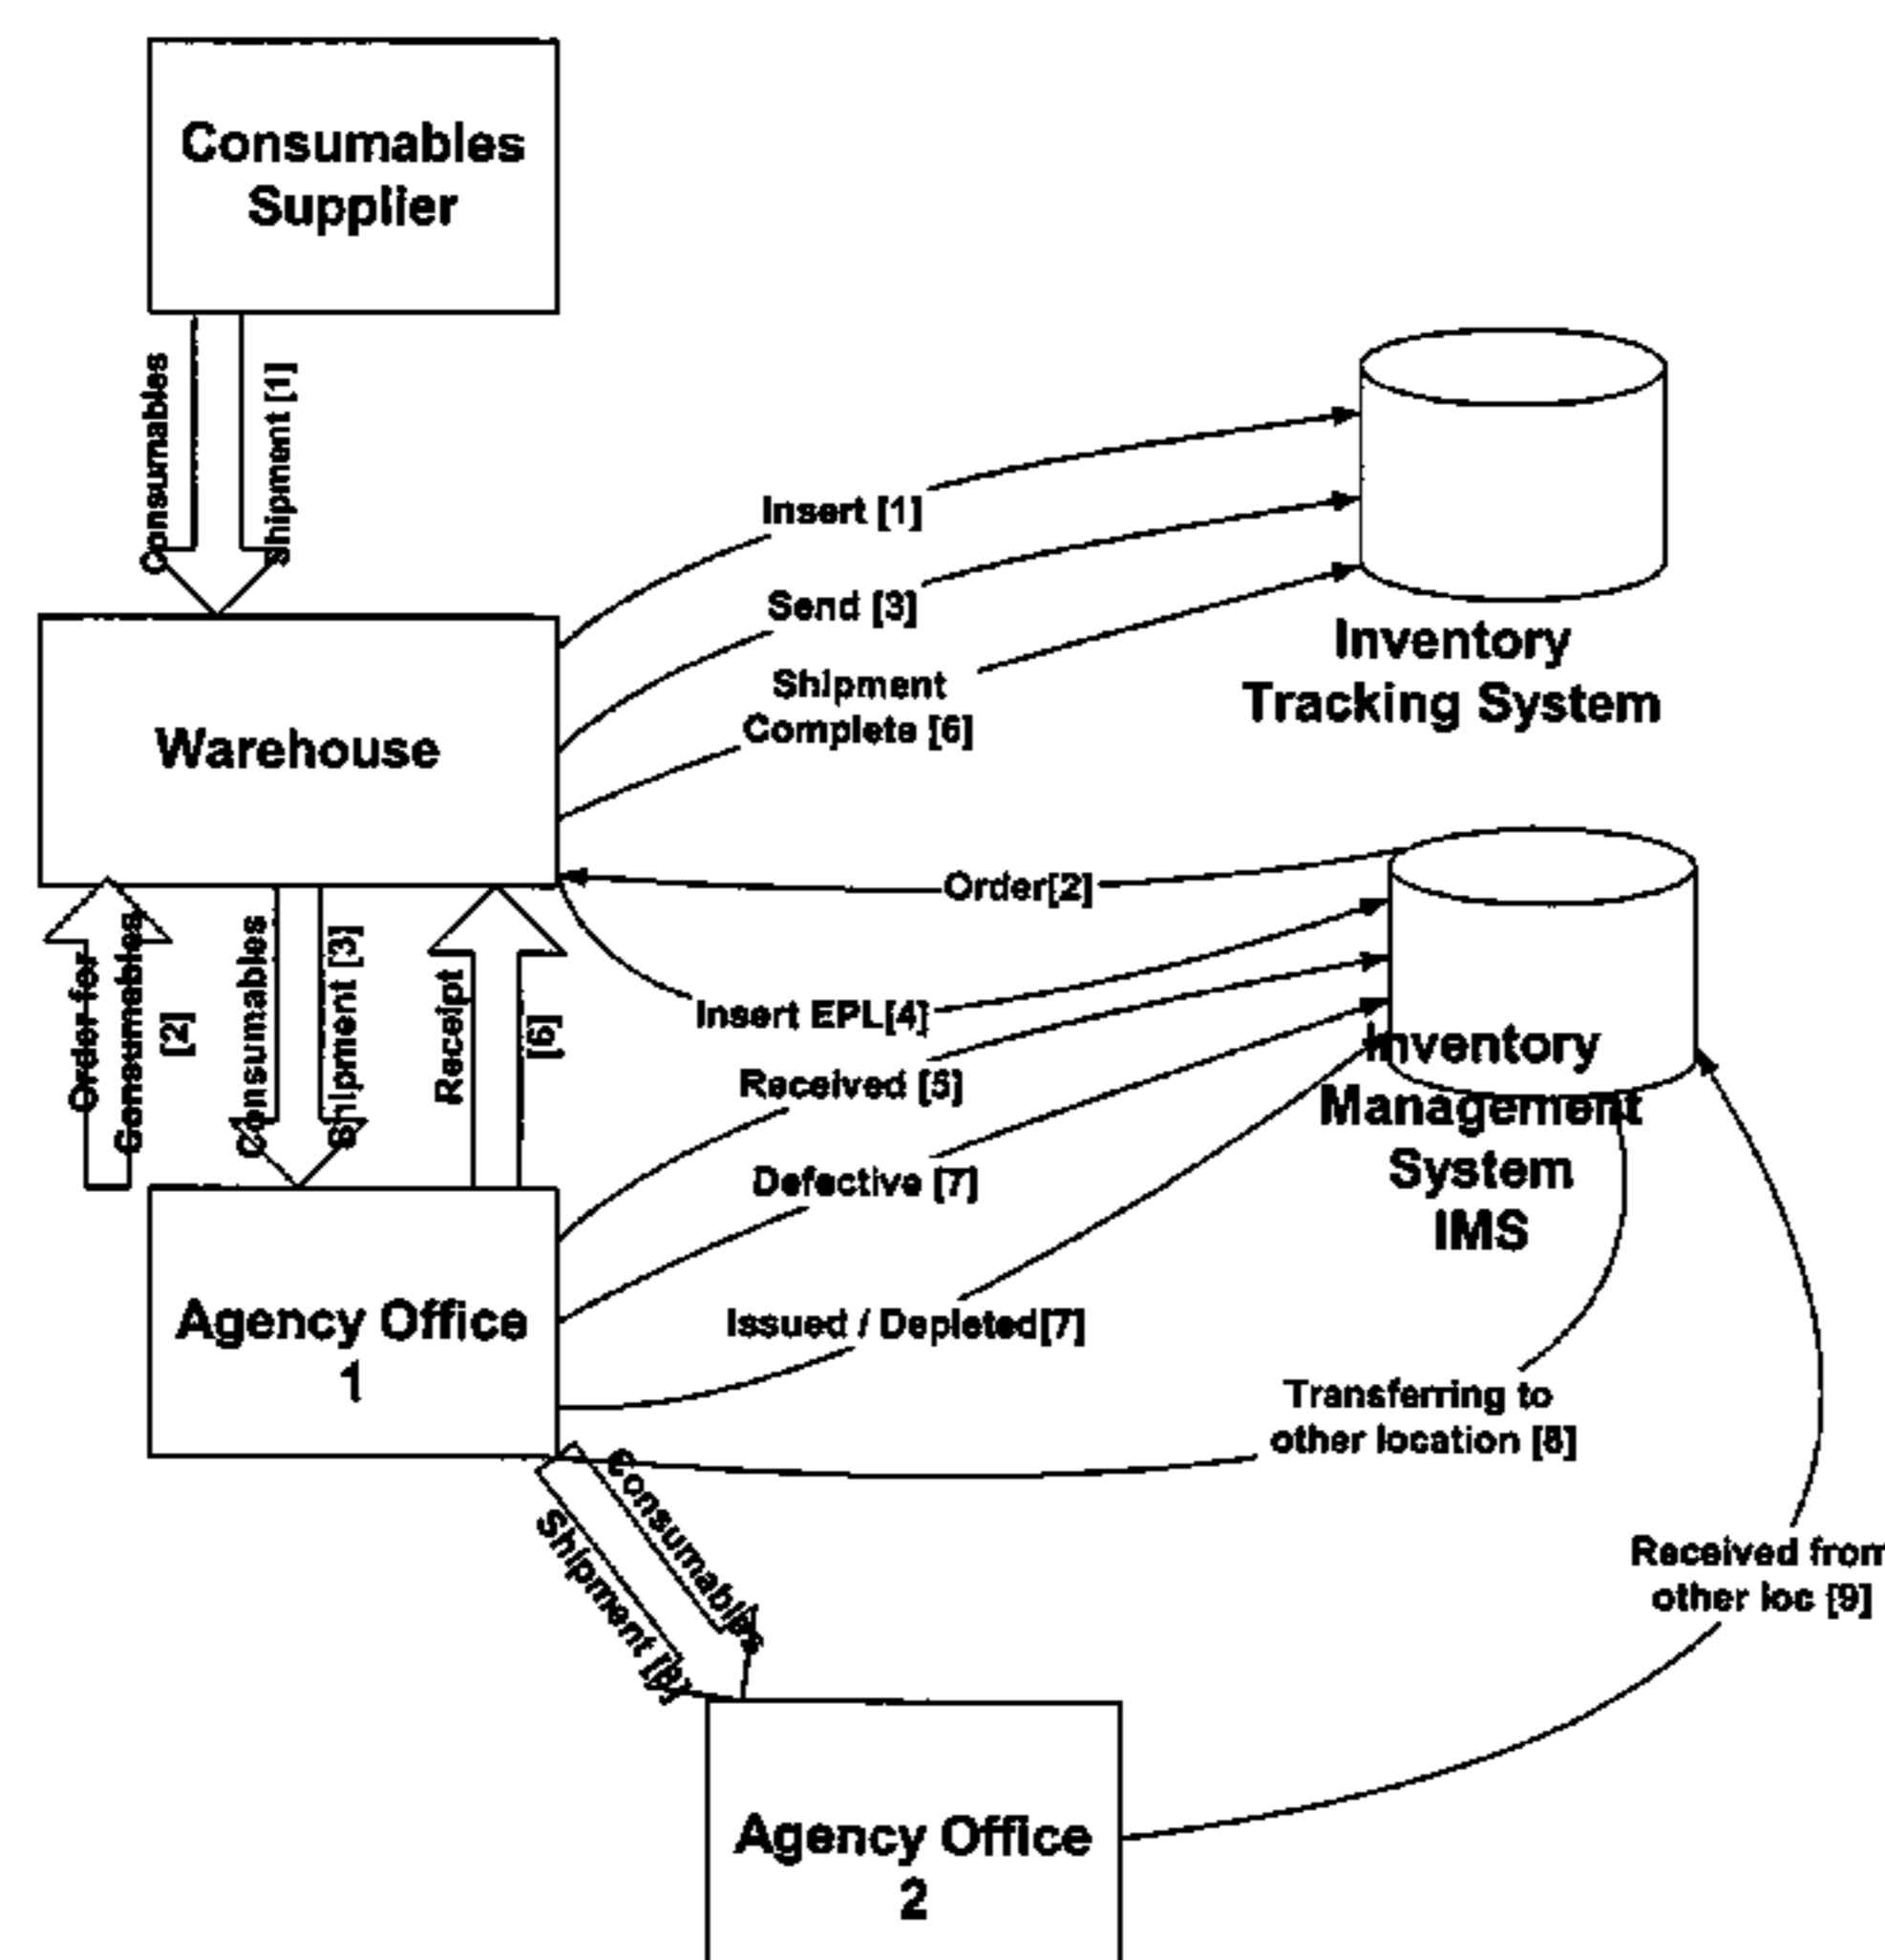 Consumables
Supplier
Consumables
Shipment [1]
Insert [1]
Send [3]
Shipment
Complete [6]
Inventory
Tracking System
Warehouse
Order[2]
Order for
Consumables
[2]
Consumables
Shipment [3]
Receipt
[6]
Insert EPL[4]
Received [5]
Defective [7]
Issued / Depleted[7]
Inventory
Management
System
IMS
Agency Office
1
Transferring to
other location [8]
Consumables
Shipment [8]
Received from
other loc [9]
Agency Office
2